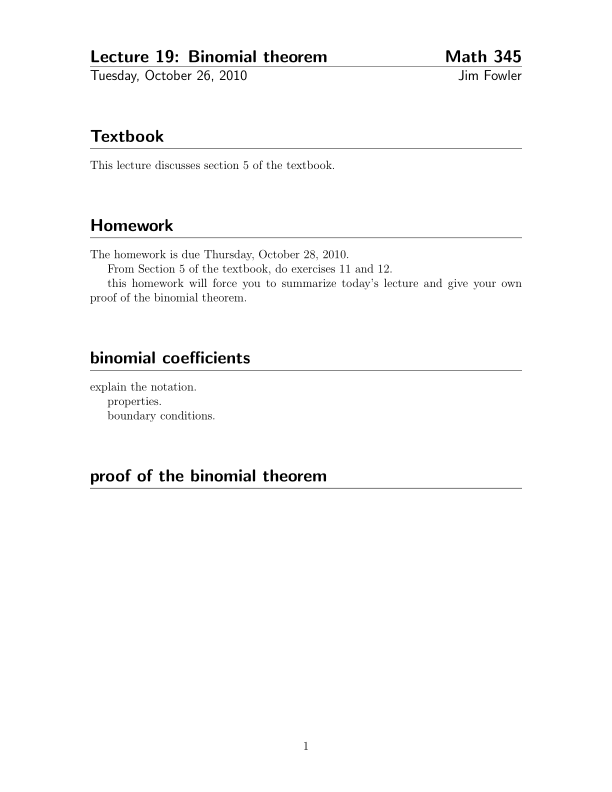 Lecture 19: Binomial theorem Math 345
Tuesday, October 26, 2010 Jim Fowler
Textbook
This lecture discusses section 5 of the textbook.
Homework
The homework is due Thursday, October 28, 2010.
From Section 5 of the textbook, do exercises 11 and 12.
this homework will force you to summarize today's lecture and give your own
proof of the binomial theorem.
binomial coefficients
explain the notation.
properties.
boundary conditions.
proof of the binomial theorem
1